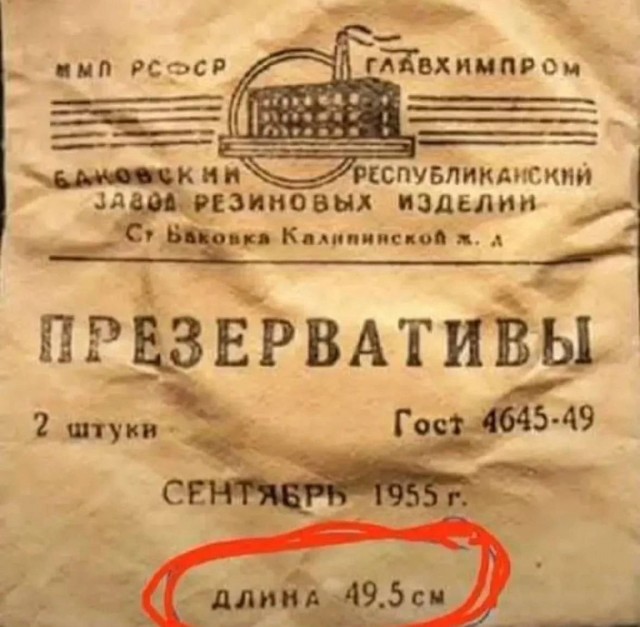 ММП РСФСР ГЛАВХИМПРОМ
БАКОВСКИЙ РЕСПУБЛИКАНСКИЙ
ЗАВОД РЕЗИНОВЫХ ИЗДЕЛИЙ
Ст Баковка Калининской ж. д
ПРЕЗЕРВАТИВЫ
2 штуки Гост 4645-49
СЕНТЯБРЬ 1955 г.
ДЛИНА 49.5 см